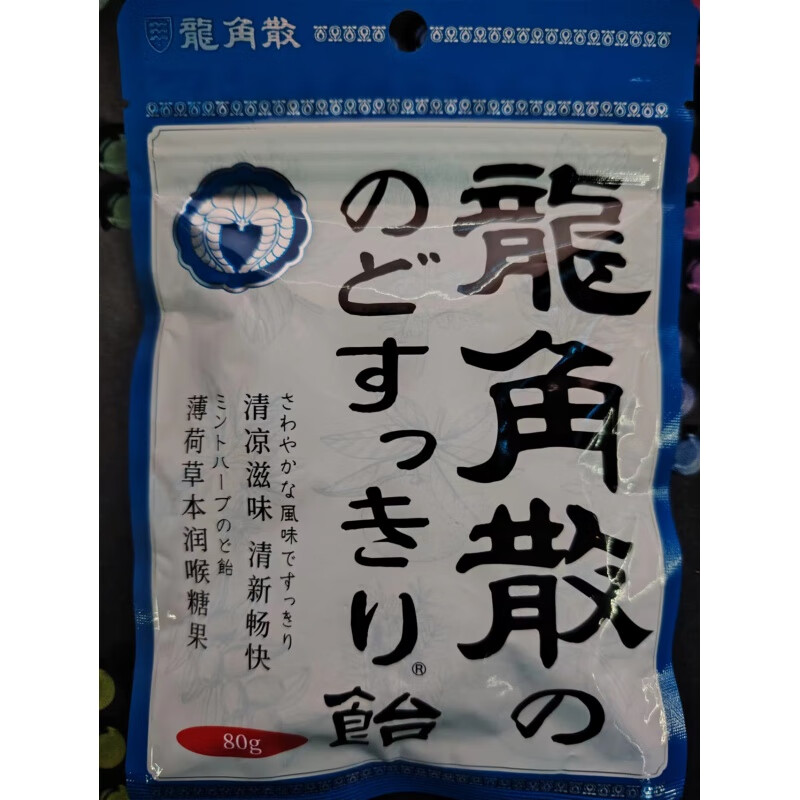 龍角散
龍角散の
のどすっきり®飴
さわやかな風味ですっきり
清凉滋味 清新畅快
ミントハーブのど飴
薄荷草本润喉糖果
80g